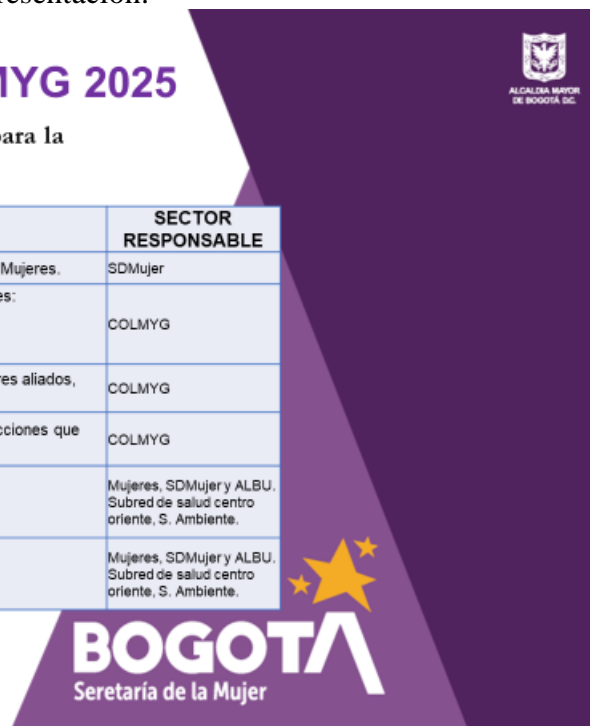 resentación.
MYG 2025
para la
ALCALDIA MAYOR
DE BOGOTÁ D.C.
SECTOR
RESPONSABLE
Mujeres.
SDMujer
es:
COLMYG
res aliados,
COLMYG
cciones que
COLMYG
Mujeres, SDMujer y ALBU.
Subred de salud centro
oriente, S. Ambiente.
Mujeres, SDMujer y ALBU.
Subred de salud centro
oriente, S. Ambiente.
BOGOTÁ
Seretaría de la Mujer